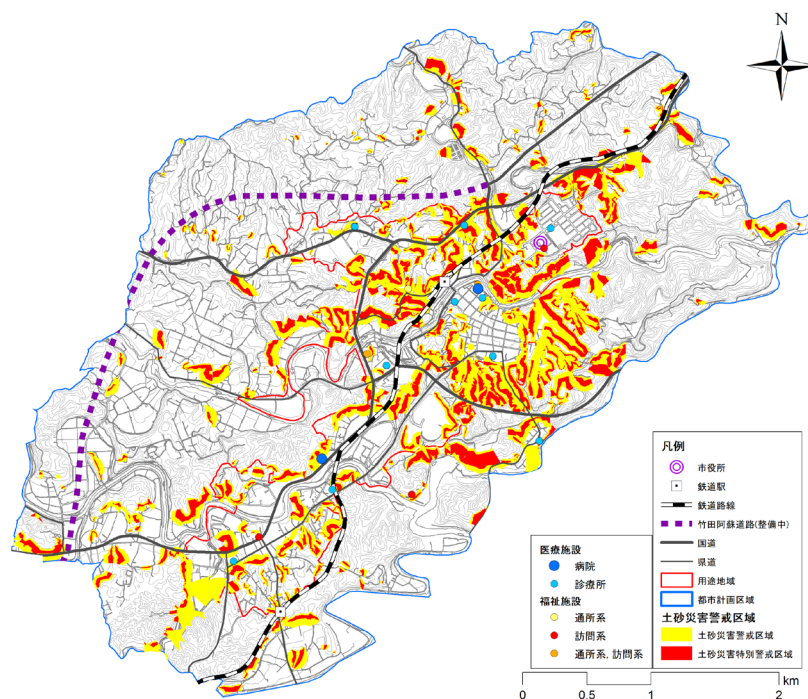 N
凡例
市役所
鉄道駅
鉄道路線
竹田阿蘇道路(整備中)
国道
県道
用途地域
都市計画区域
土砂災害警戒区域
土砂災害警戒区域
土砂災害特別警戒区域
医療施設
病院
診療所
福祉施設
通所系
訪問系
通所系, 訪問系
km
0 0.5 1 2